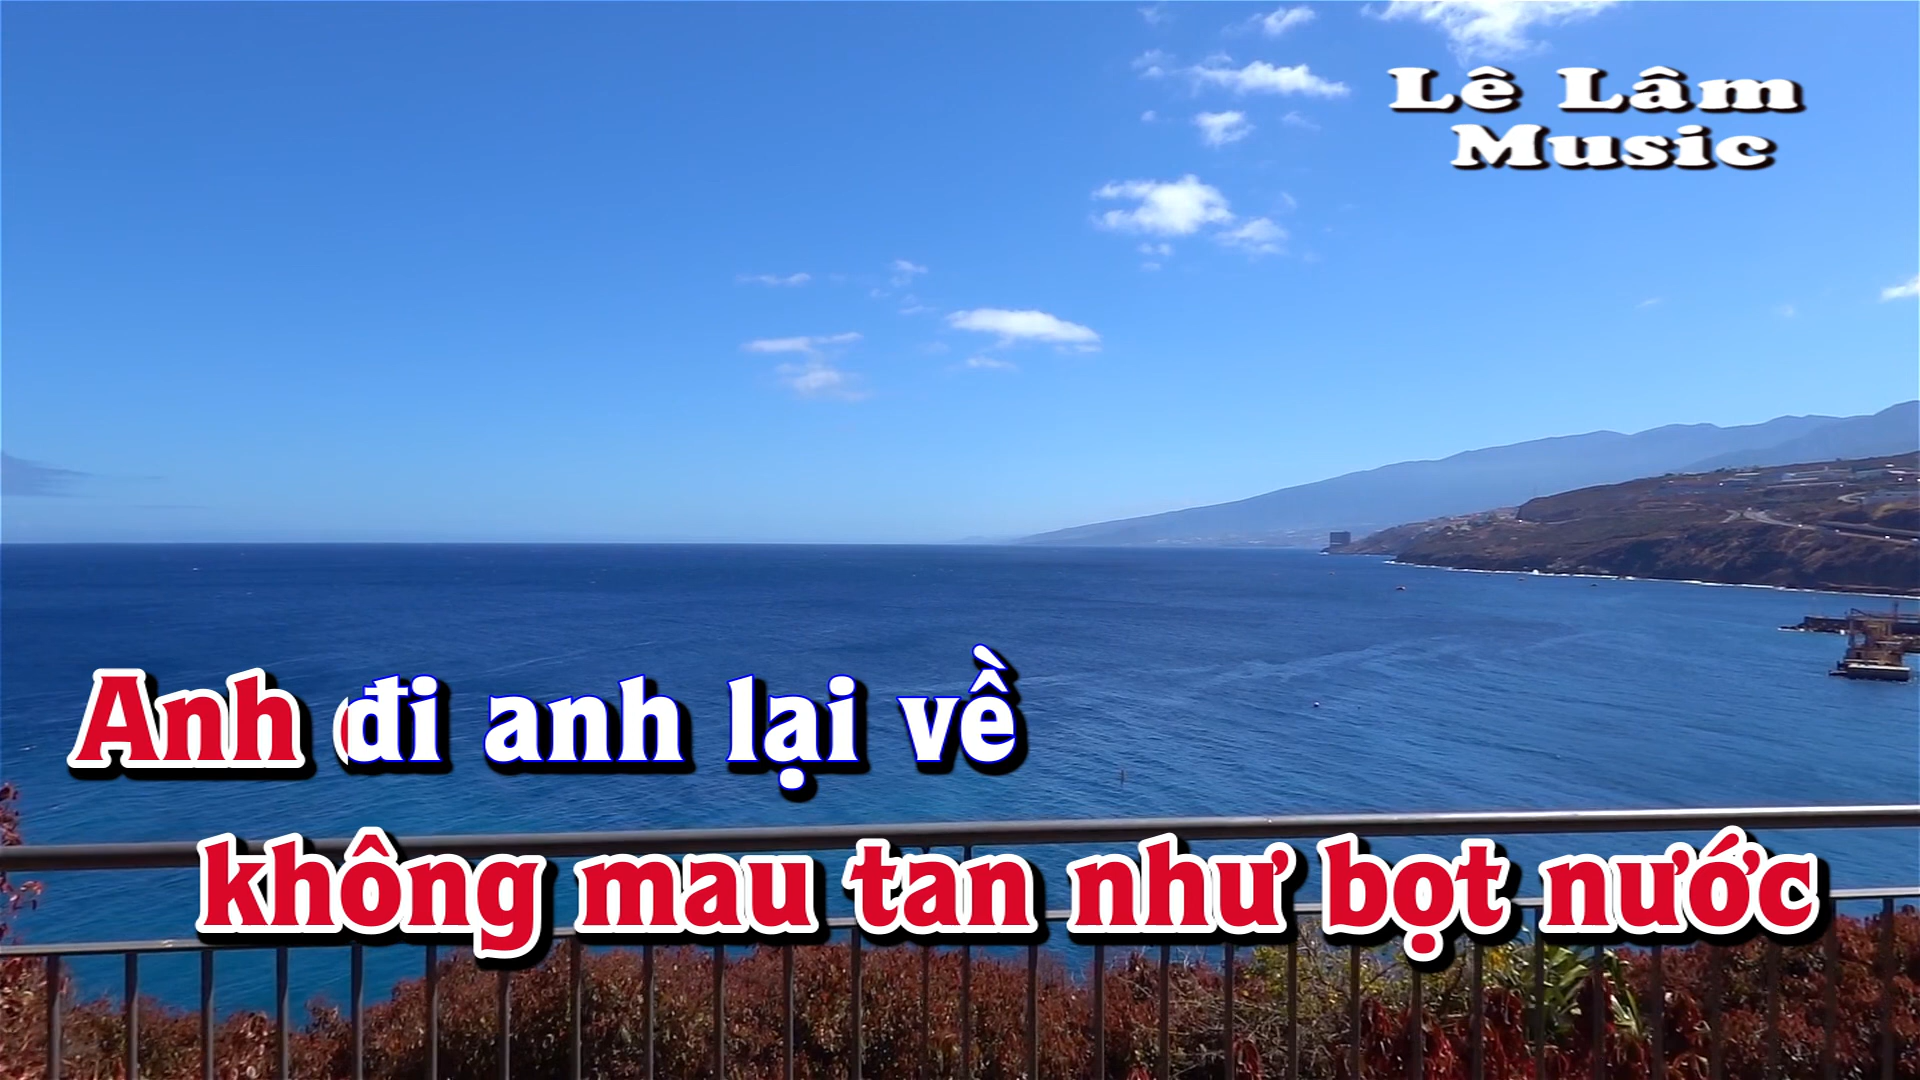 Lê Lâm
Music
Anh đi anh lại về
không mau tan như bọt nước